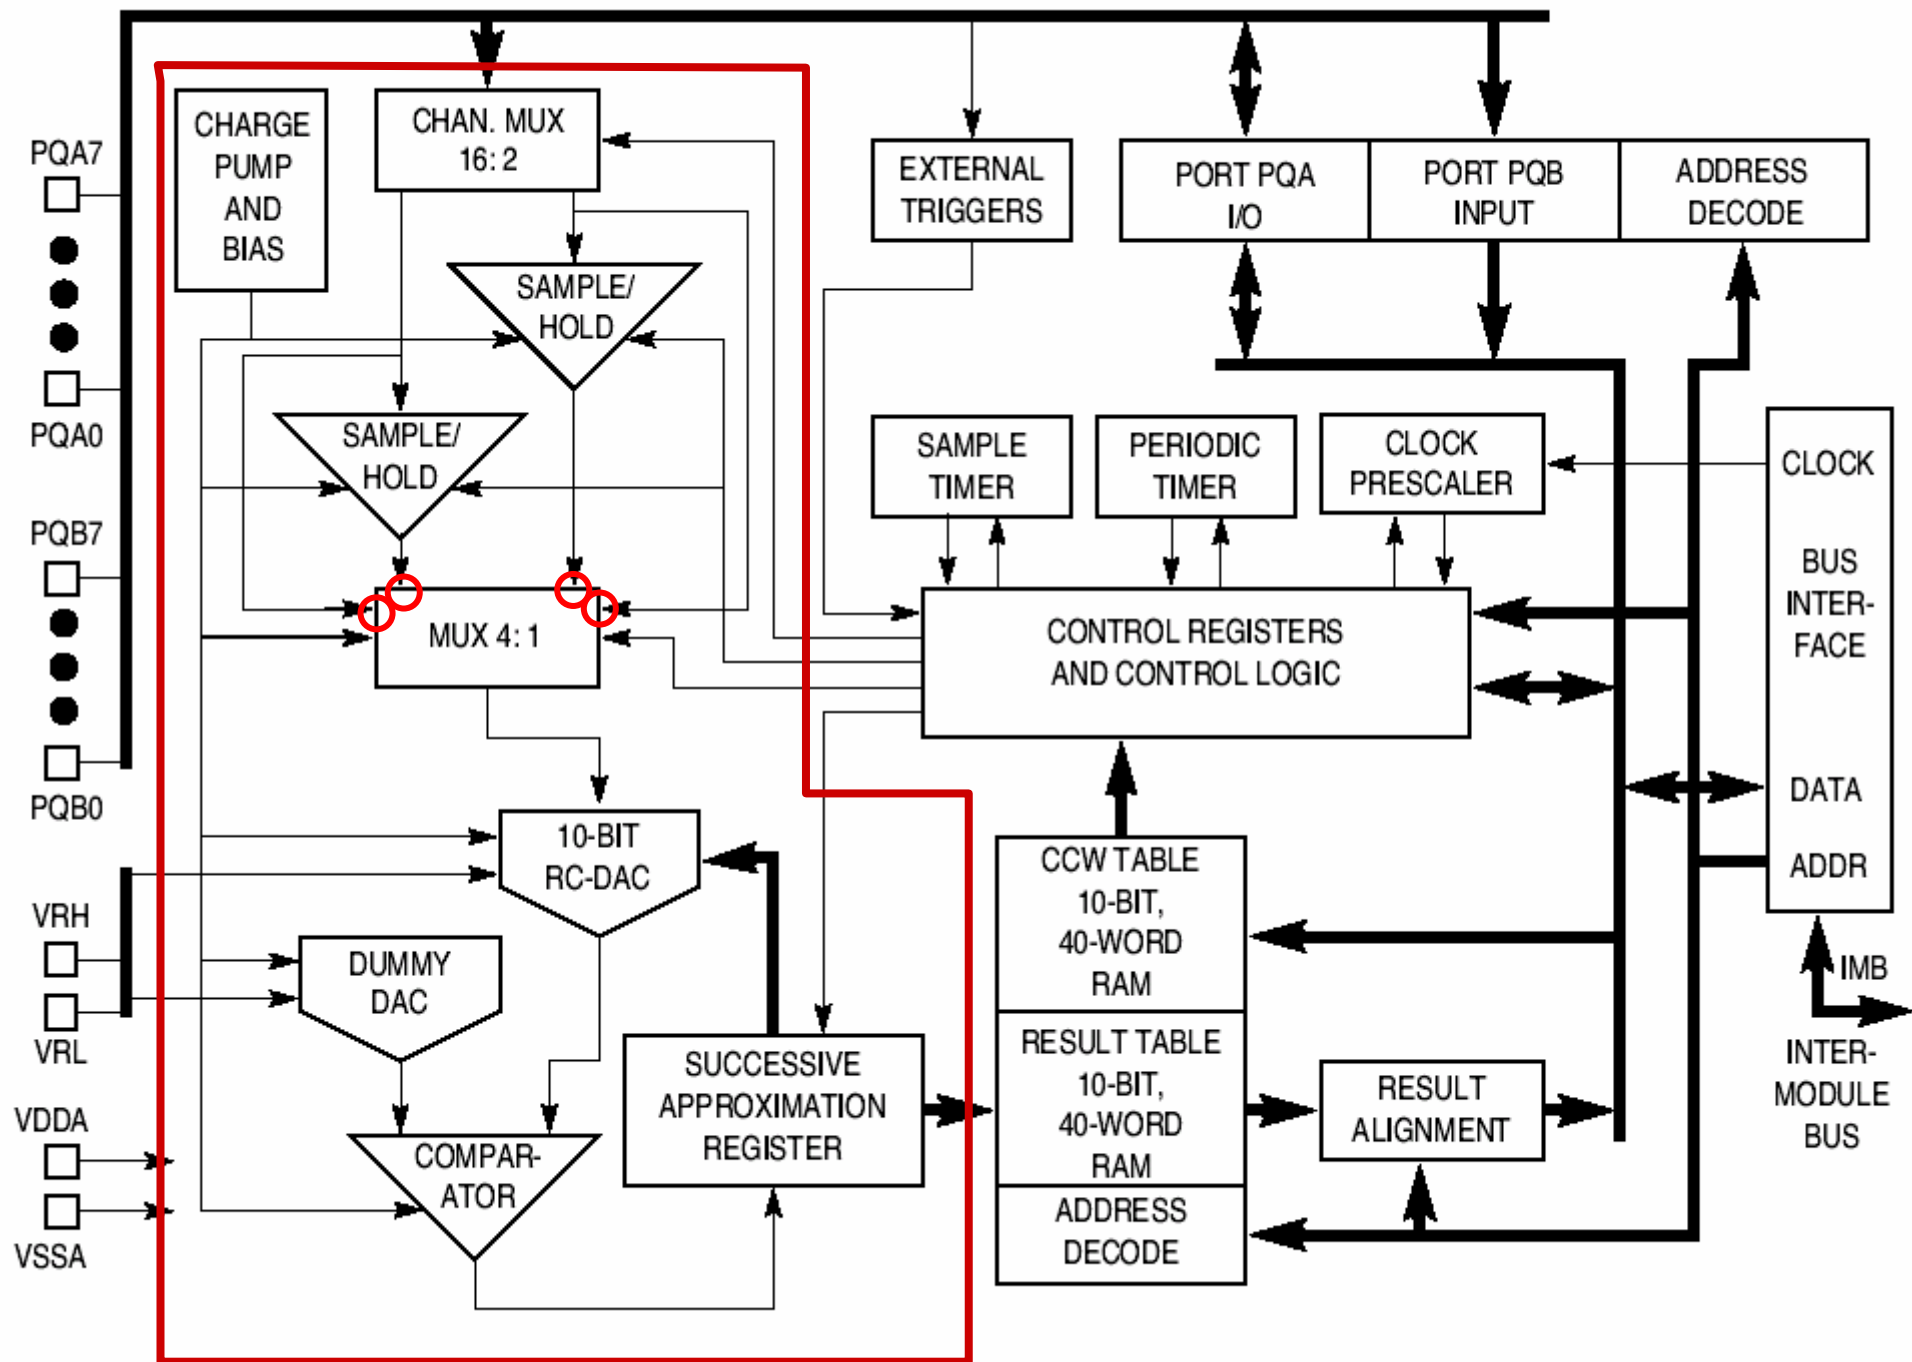 PQA7
PQA0
PQB7
PQB0
VRH
VRL
VDDA
VSSA
CHARGE
PUMP
AND
BIAS
CHAN. MUX
16: 2
SAMPLE/
HOLD
SAMPLE/
HOLD
MUX 4: 1
10-BIT
RC-DAC
DUMMY
DAC
COMPAR-
ATOR
SUCCESSIVE
APPROXIMATION
REGISTER
EXTERNAL
TRIGGERS
PORT PQA
I/O
PORT PQB
INPUT
ADDRESS
DECODE
SAMPLE
TIMER
PERIODIC
TIMER
CLOCK
PRESCALER
CONTROL REGISTERS
AND CONTROL LOGIC
CCW TABLE
10-BIT,
40-WORD
RAM
RESULT TABLE
10-BIT,
40-WORD
RAM
ADDRESS
DECODE
RESULT
ALIGNMENT
CLOCK
BUS
INTER-
FACE
DATA
ADDR
IMB
INTER-
MODULE
BUS